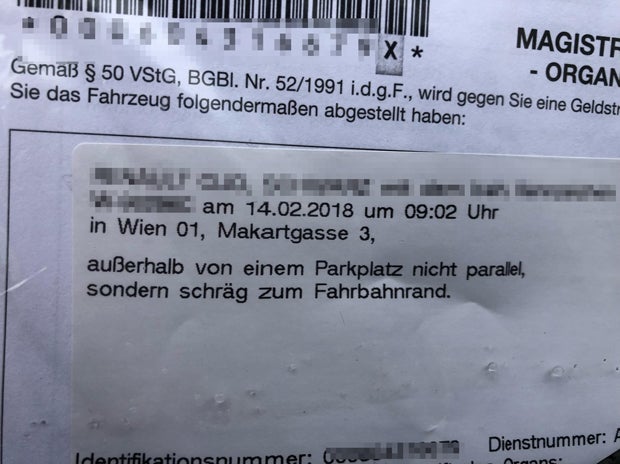 X *
MAGISTR
- ORGAN
Gemäß § 50 VStG, BGBl. Nr. 52/1991 i.d.g.F., wird gegen Sie eine Geldstr
Sie das Fahrzeug folgendermaßen abgestellt haben:
am 14.02.2018 um 09:02 Uhr
in Wien 01, Makartgasse 3,
außerhalb von einem Parkplatz nicht parallel,
sondern schräg zum Fahrbahnrand.
Identifikationsnummer:
Dienstnummer: A